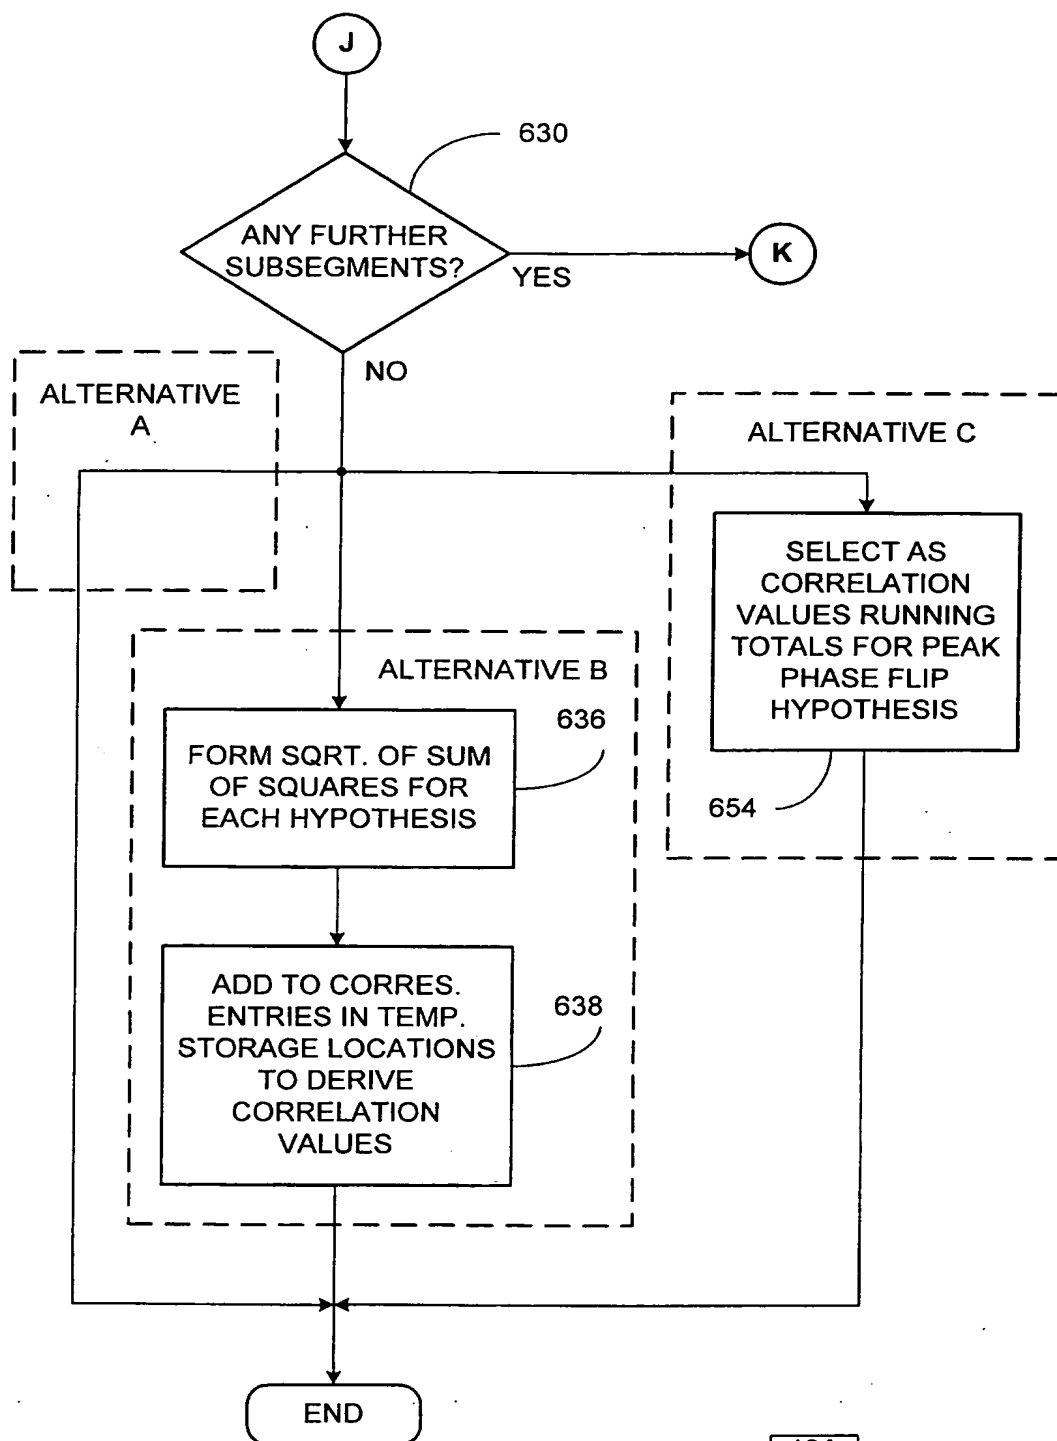 J
630
ANY FURTHER
SUBSEGMENTS?
YES
K
NO
ALTERNATIVE
A
ALTERNATIVE C
SELECT AS
CORRELATION
VALUES RUNNING
TOTALS FOR PEAK
PHASE FLIP
HYPOTHESIS
654
ALTERNATIVE B
636
FORM SQRT. OF SUM
OF SQUARES FOR
EACH HYPOTHESIS
638
ADD TO CORRES.
ENTRIES IN TEMP.
STORAGE LOCATIONS
TO DERIVE
CORRELATION
VALUES
END